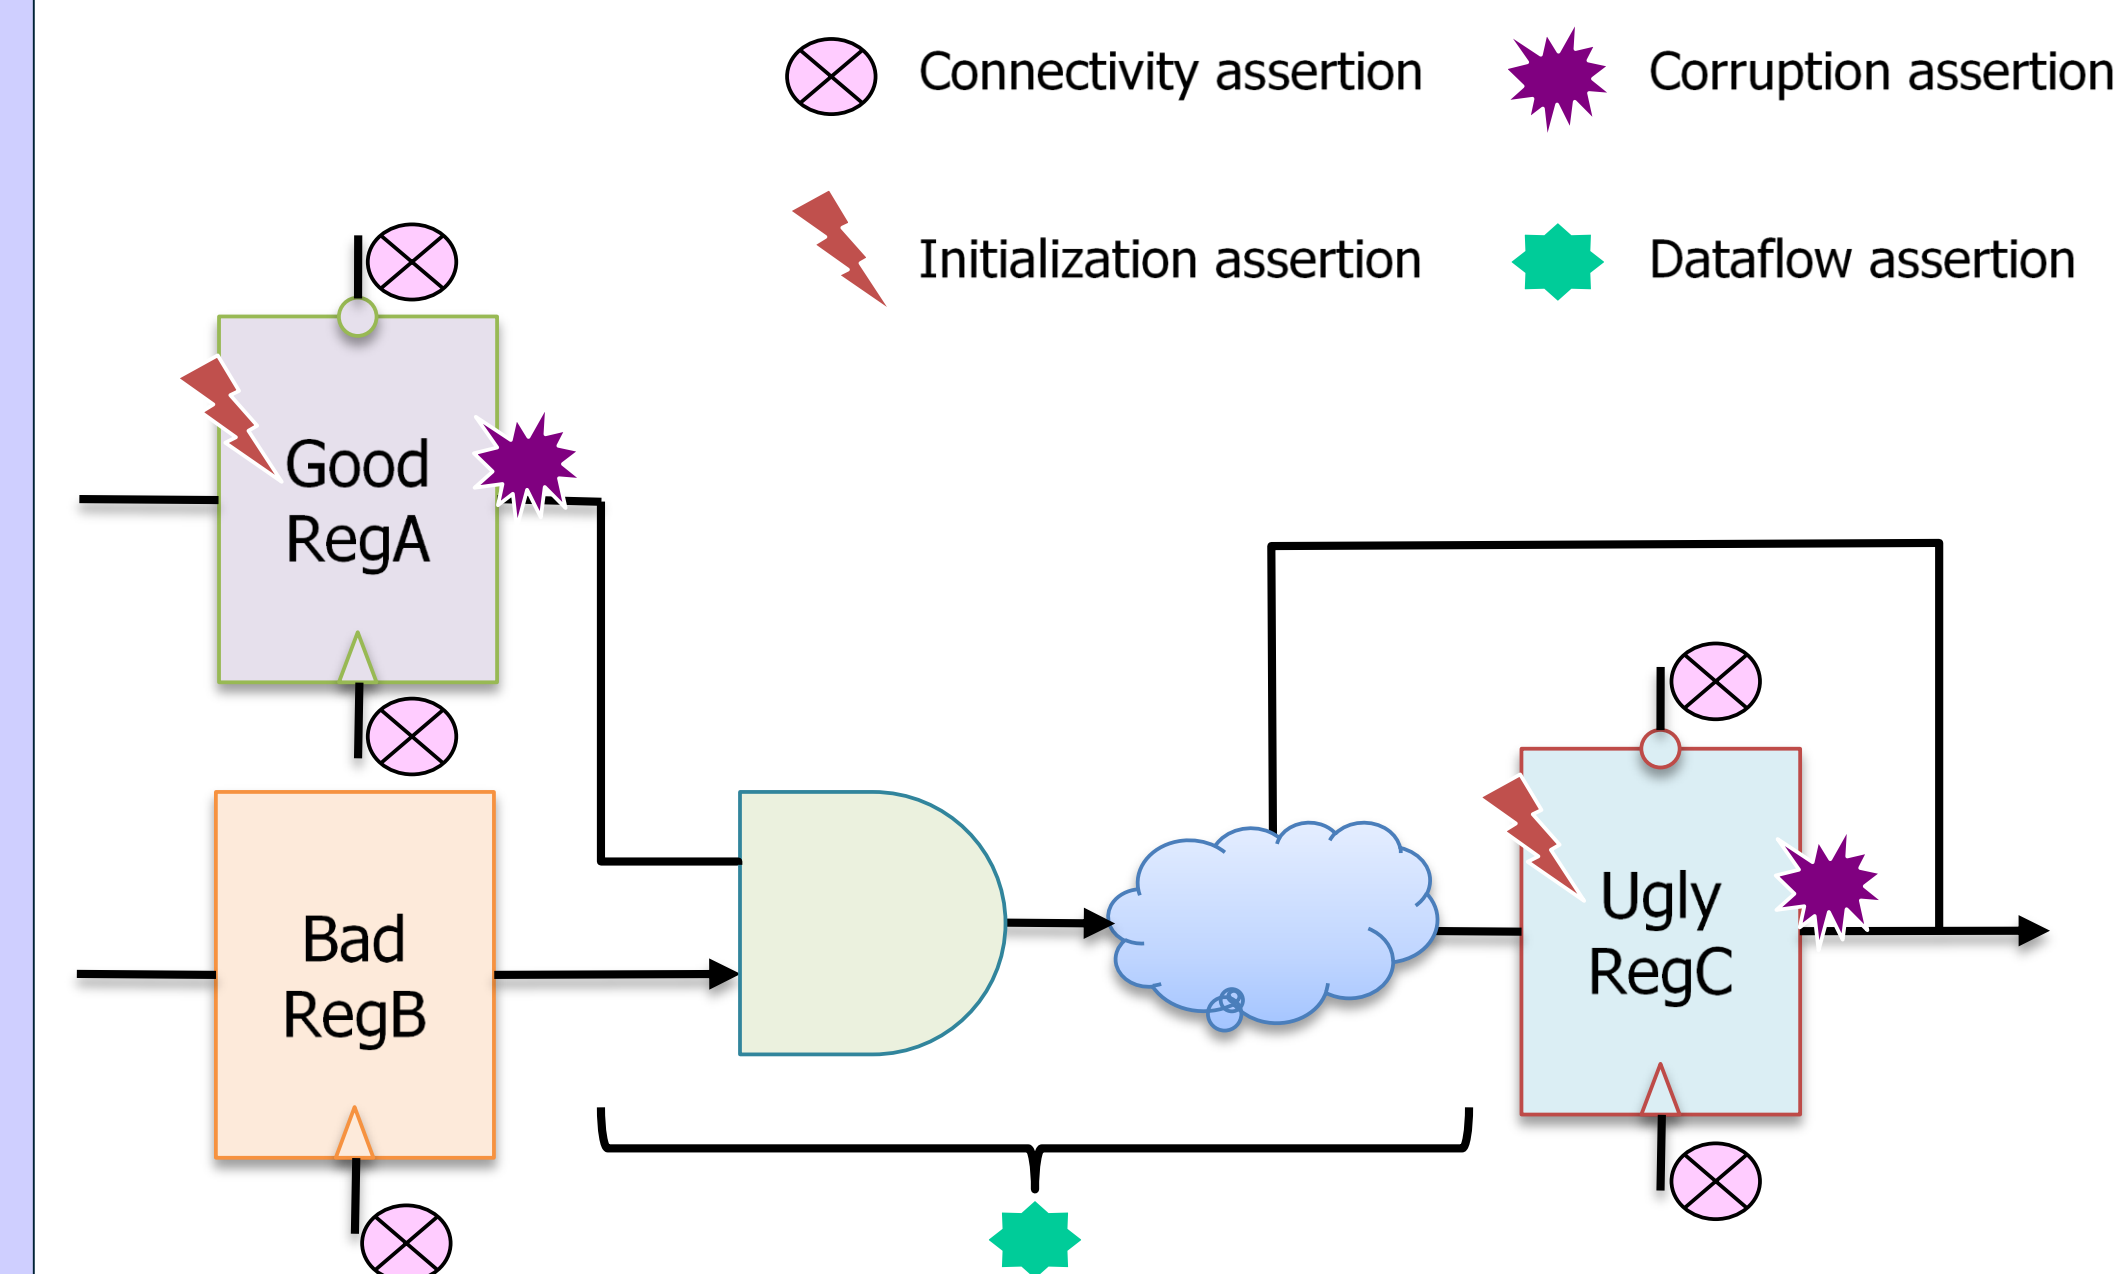 Connectivity assertion
Corruption assertion
Initialization assertion
Dataflow assertion
Good
RegA
Bad
RegB
Ugly
RegC